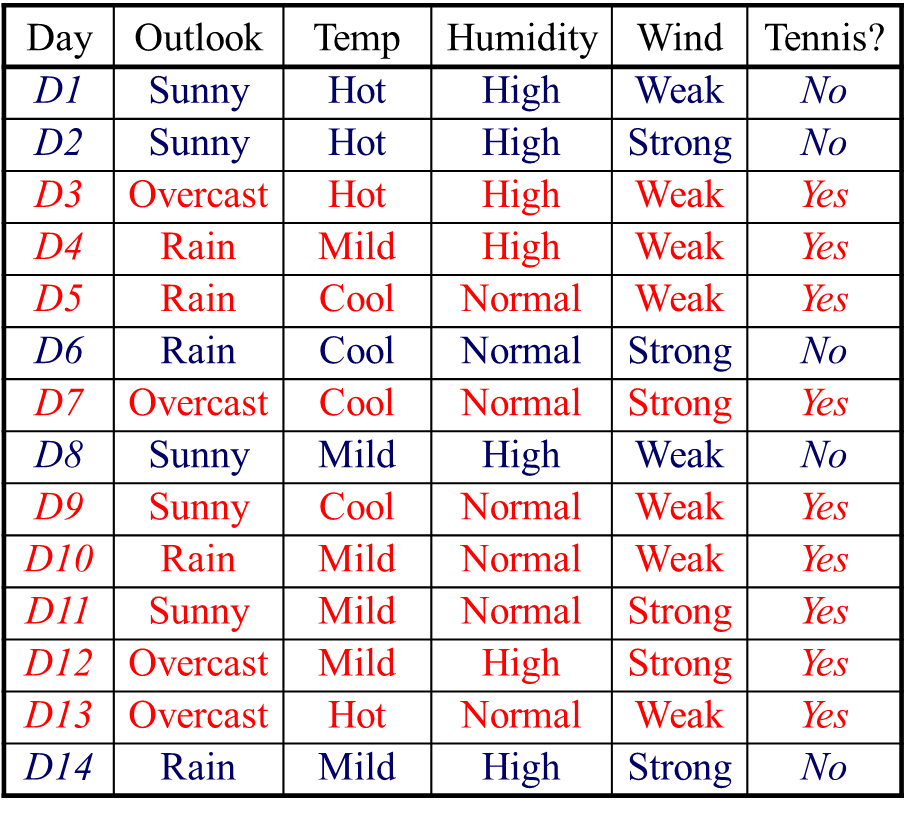 Day Outlook Temp Humidity Wind Tennis?
D1 Sunny Hot High Weak No
D2 Sunny Hot High Strong No
D3 Overcast Hot High Weak Yes
D4 Rain Mild High Weak Yes
D5 Rain Cool Normal Weak Yes
D6 Rain Cool Normal Strong No
D7 Overcast Cool Normal Strong Yes
D8 Sunny Mild High Weak No
D9 Sunny Cool Normal Weak Yes
D10 Rain Mild Normal Weak Yes
D11 Sunny Mild Normal Strong Yes
D12 Overcast Mild High Strong Yes
D13 Overcast Hot Normal Weak Yes
D14 Rain Mild High Strong No